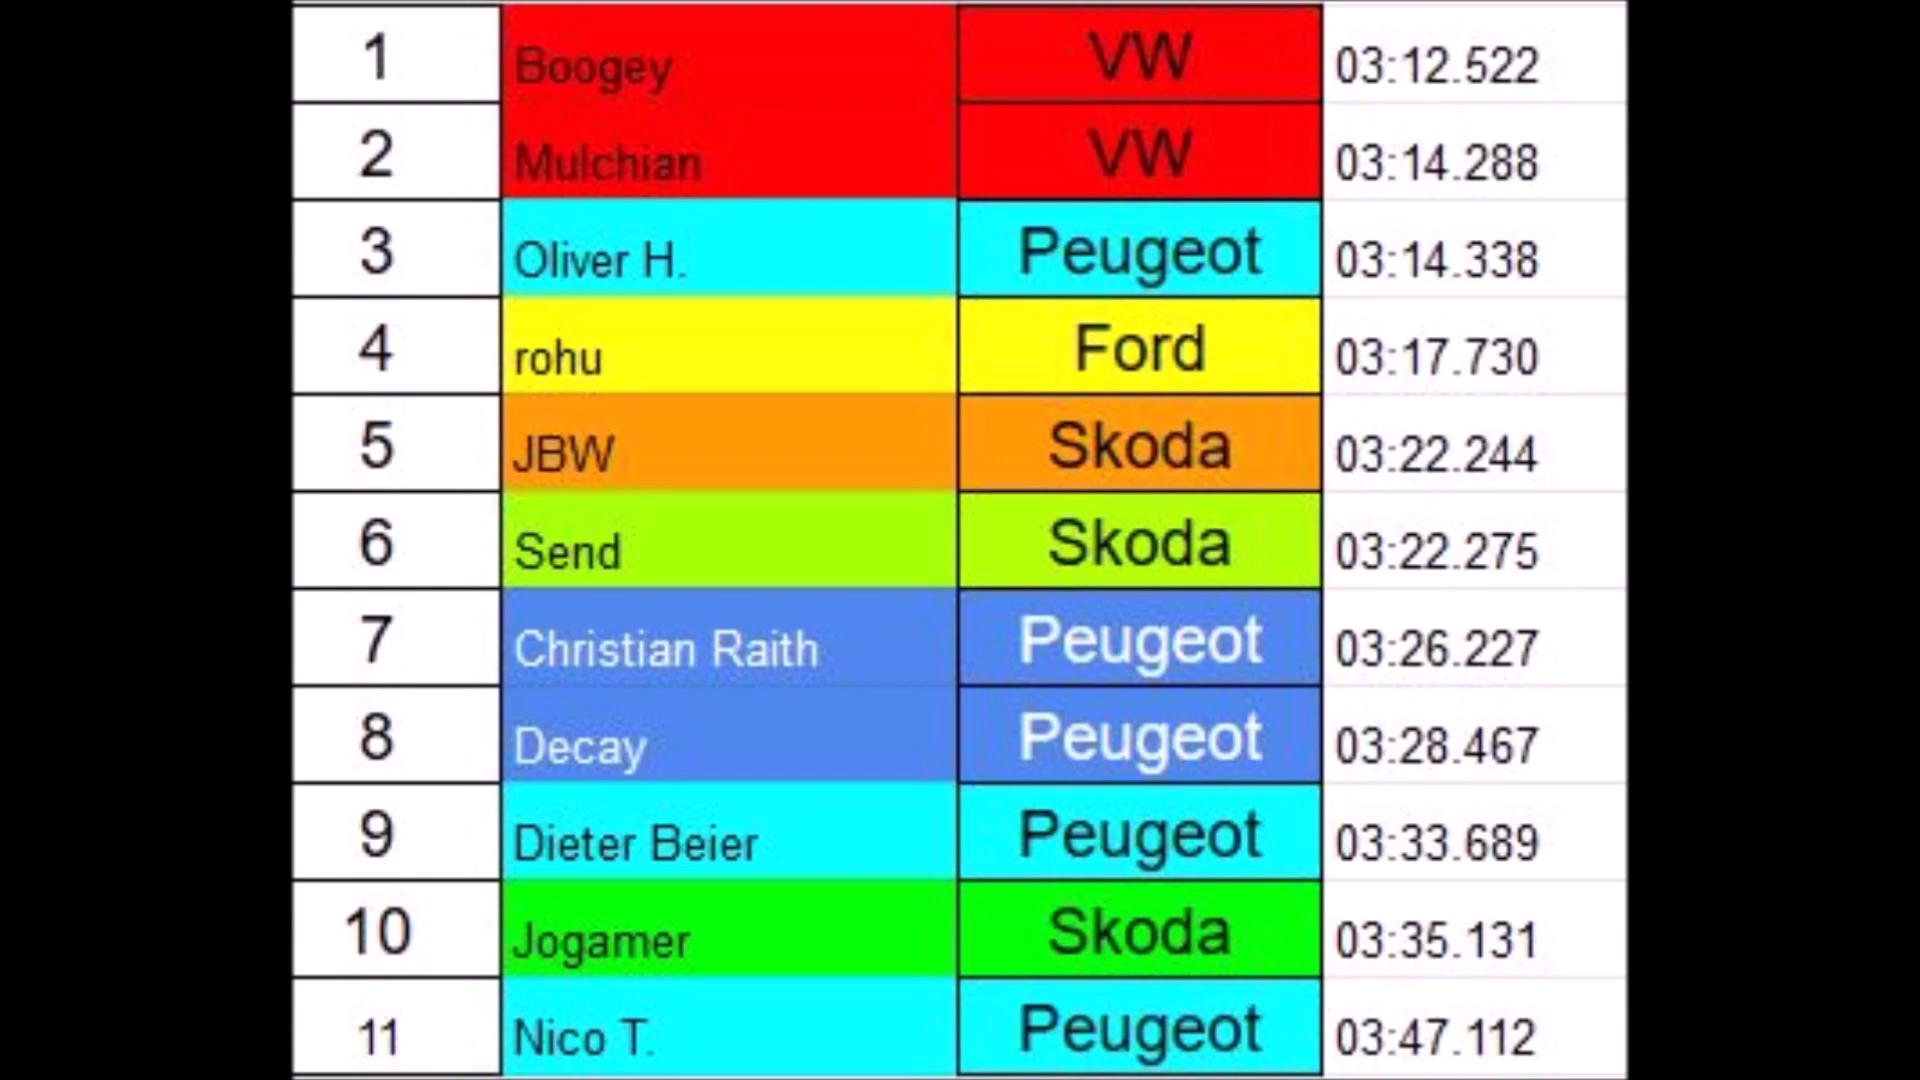 1 Boogey VW 03:12.522
2 Mulchian VW 03:14.288
3 Oliver H. Peugeot 03:14.338
4 rohu Ford 03:17.730
5 JBW Skoda 03:22.244
6 Send Skoda 03:22.275
7 Christian Raith Peugeot 03:26.227
8 Decay Peugeot 03:28.467
9 Dieter Beier Peugeot 03:33.689
10 Jogamer Skoda 03:35.131
11 Nico T. Peugeot 03:47.112